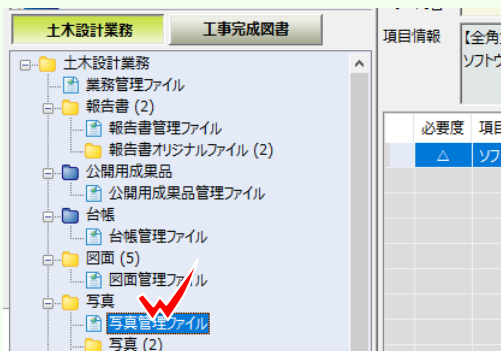 土木設計業務
工事完成図書
土木設計業務
業務管理ファイル
報告書 (2)
報告書管理ファイル
報告書オリジナルファイル (2)
公開用成果品
公開用成果品管理ファイル
台帳
台帳管理ファイル
図面 (5)
図面管理ファイル
写真
写真管理ファイル
写真 (2)
項目情報
【全角
ソフトウ
必要度 項目
△ ソフ